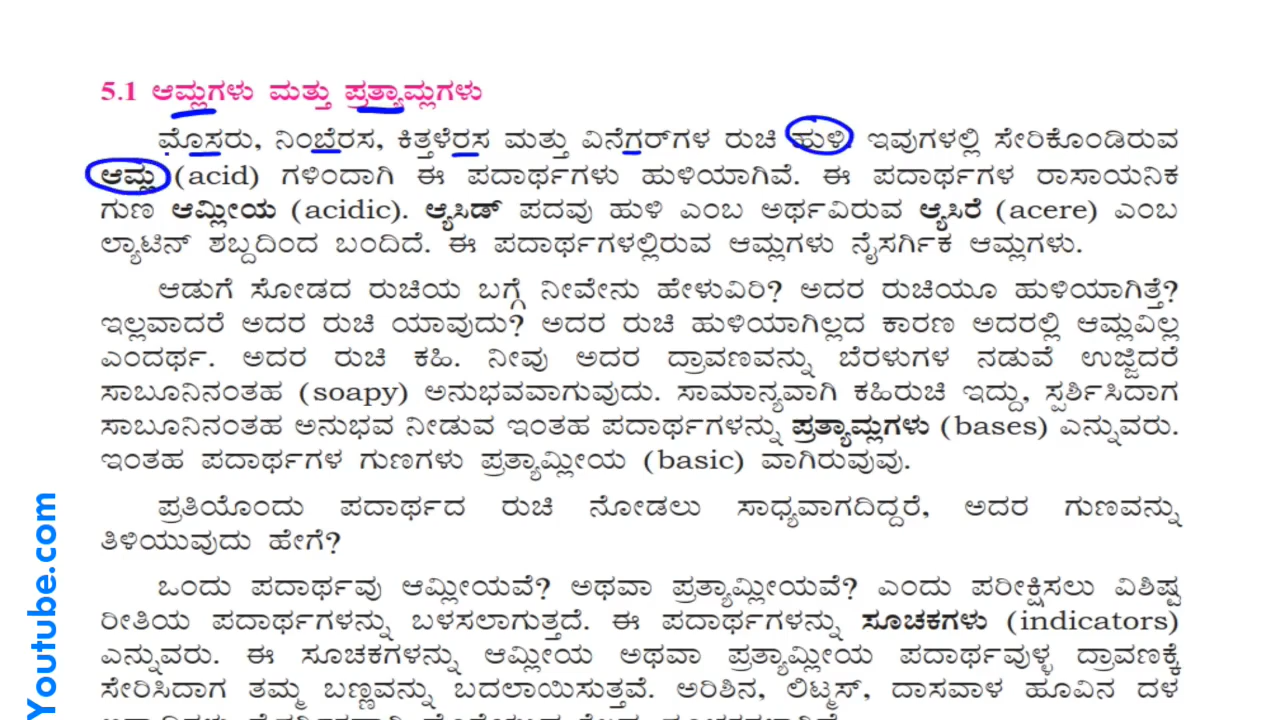 5.1 ಆಮ್ಲಗಳು ಮತ್ತು ಪ್ರತ್ಯಾಮ್ಲಗಳು
ಮೊಸರು, ನಿಂಬೆರಸ, ಕಿತ್ತಳೆರಸ ಮತ್ತು ವಿನೆಗರ್‌ಗಳ ರುಚಿ ಹುಳಿ. ಇವುಗಳಲ್ಲಿ ಸೇರಿಕೊಂಡಿರುವ
ಆಮ್ಲ (acid) ಗಳಿಂದಾಗಿ ಈ ಪದಾರ್ಥಗಳು ಹುಳಿಯಾಗಿವೆ. ಈ ಪದಾರ್ಥಗಳ ರಾಸಾಯನಿಕ
ಗುಣ ಆಮ್ಲೀಯ (acidic). ಆ್ಯಸಿಡ್ ಪದವು ಹುಳಿ ಎಂಬ ಅರ್ಥವಿರುವ ಆ್ಯಸಿರೆ (acere) ಎಂಬ
ಲ್ಯಾಟಿನ್ ಶಬ್ದದಿಂದ ಬಂದಿದೆ. ಈ ಪದಾರ್ಥಗಳಲ್ಲಿರುವ ಆಮ್ಲಗಳು ನೈಸರ್ಗಿಕ ಆಮ್ಲಗಳು.
ಆಡುಗೆ ಸೋಡದ ರುಚಿಯ ಬಗ್ಗೆ ನೀವೇನು ಹೇಳುವಿರಿ? ಅದರ ರುಚಿಯೂ ಹುಳಿಯಾಗಿತ್ತೆ?
ಇಲ್ಲವಾದರೆ ಅದರ ರುಚಿ ಯಾವುದು? ಅದರ ರುಚಿ ಹುಳಿಯಾಗಿಲ್ಲದ ಕಾರಣ ಅದರಲ್ಲಿ ಆಮ್ಲವಿಲ್ಲ
ಎಂದರ್ಥ. ಅದರ ರುಚಿ ಕಹಿ. ನೀವು ಅದರ ದ್ರಾವಣವನ್ನು ಬೆರಳುಗಳ ನಡುವೆ ಉಜ್ಜಿದರೆ
ಸಾಬೂನಿನಂತಹ (soapy) ಅನುಭವವಾಗುವುದು. ಸಾಮಾನ್ಯವಾಗಿ ಕಹಿರುಚಿ ಇದ್ದು, ಸ್ಪರ್ಶಿಸಿದಾಗ
ಸಾಬೂನಿನಂತಹ ಅನುಭವ ನೀಡುವ ಇಂತಹ ಪದಾರ್ಥಗಳನ್ನು ಪ್ರತ್ಯಾಮ್ಲಗಳು (bases) ಎನ್ನುವರು.
ಇಂತಹ ಪದಾರ್ಥಗಳ ಗುಣಗಳು ಪ್ರತ್ಯಾಮ್ಲೀಯ (basic) ವಾಗಿರುವುವು.
ಪ್ರತಿಯೊಂದು ಪದಾರ್ಥದ ರುಚಿ ನೋಡಲು ಸಾಧ್ಯವಾಗದಿದ್ದರೆ, ಅದರ ಗುಣವನ್ನು
ತಿಳಿಯುವುದು ಹೇಗೆ?
ಒಂದು ಪದಾರ್ಥವು ಆಮ್ಲೀಯವೆ? ಅಥವಾ ಪ್ರತ್ಯಾಮ್ಲೀಯವೆ? ಎಂದು ಪರೀಕ್ಷಿಸಲು ವಿಶಿಷ್ಟ
ರೀತಿಯ ಪದಾರ್ಥಗಳನ್ನು ಬಳಸಲಾಗುತ್ತದೆ. ಈ ಪದಾರ್ಥಗಳನ್ನು ಸೂಚಕಗಳು (indicators)
ಎನ್ನುವರು. ಈ ಸೂಚಕಗಳನ್ನು ಆಮ್ಲೀಯ ಅಥವಾ ಪ್ರತ್ಯಾಮ್ಲೀಯ ಪದಾರ್ಥವುಳ್ಳ ದ್ರಾವಣಕ್ಕೆ
ಸೇರಿಸಿದಾಗ ತಮ್ಮ ಬಣ್ಣವನ್ನು ಬದಲಾಯಿಸುತ್ತವೆ. ಅರಿಶಿನ, ಲಿಟ್ಮಸ್, ದಾಸವಾಳ ಹೂವಿನ ದಳ
Youtube.com